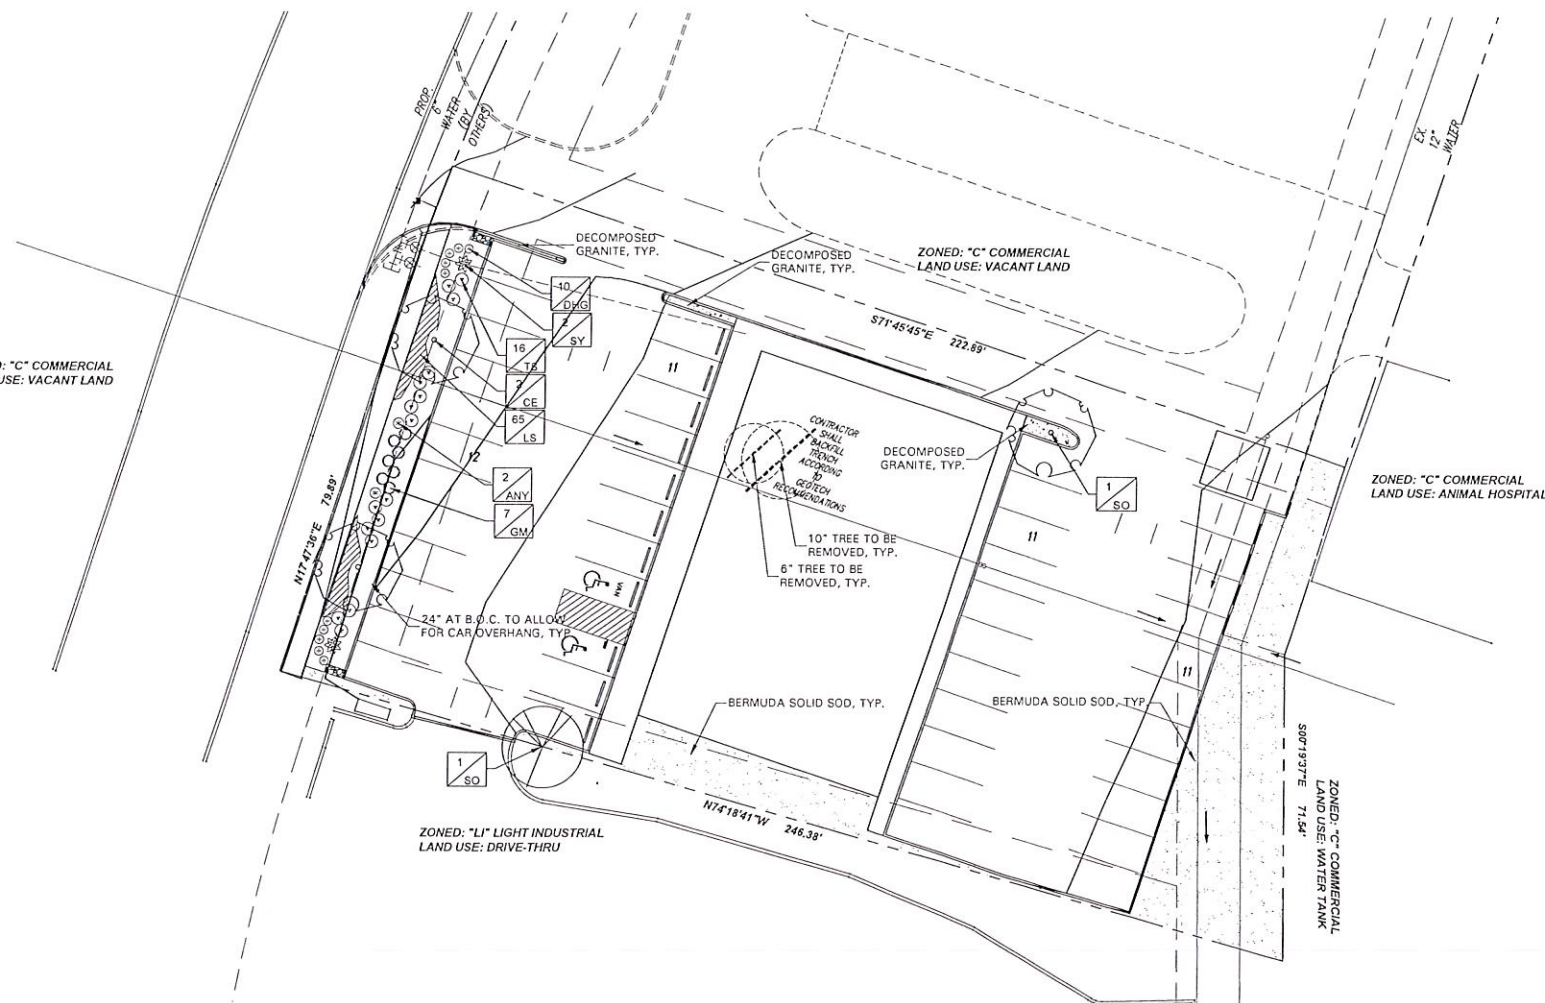 PROP.
6"
WATER
(BY
OTHERS)
EX.
12"
WATER
DECOMPOSED
GRANITE, TYP.
DECOMPOSED
GRANITE, TYP.
ZONED: "C" COMMERCIAL
LAND USE: VACANT LAND
10
DHG
2
SY
16
TS
3
CE
65
LS
S71°45'45"E 222.89'
D: "C" COMMERCIAL
USE: VACANT LAND
11
12
CONTRACTOR
SHALL
BACKFILL
TRENCH
ACCORDING
TO
GEOTECH
RECOMMENDATIONS
DECOMPOSED
GRANITE, TYP.
2
ANY
7
GM
1
SO
ZONED: "C" COMMERCIAL
LAND USE: ANIMAL HOSPITAL
N17°47'36"E 79.89'
10" TREE TO BE
REMOVED, TYP.
6" TREE TO BE
REMOVED, TYP.
11
VAN
24" AT B.O.C. TO ALLOW
FOR CAR OVERHANG, TYP.
11
BERMUDA SOLID SOD, TYP.
BERMUDA SOLID SOD, TYP.
1
SO
N74°18'41"W 246.38'
S00°19'37"E 71.54'
ZONED: "C" COMMERCIAL
LAND USE: WATER TANK
ZONED: "LI" LIGHT INDUSTRIAL
LAND USE: DRIVE-THRU